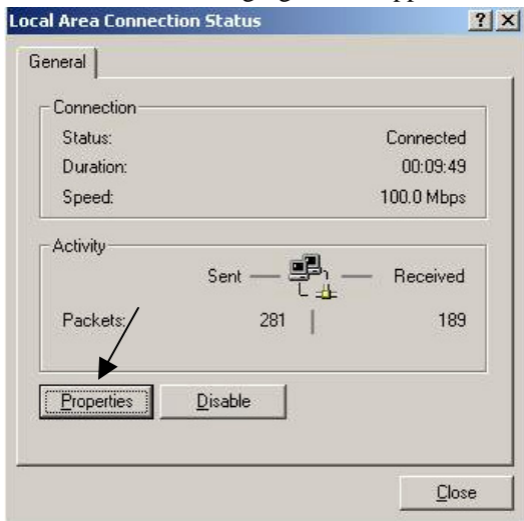 Local Area Connection Status
General
Connection
Status: Connected
Duration: 00:09:49
Speed: 100.0 Mbps
Activity
Sent Received
Packets: 281 189
Properties Disable
Close